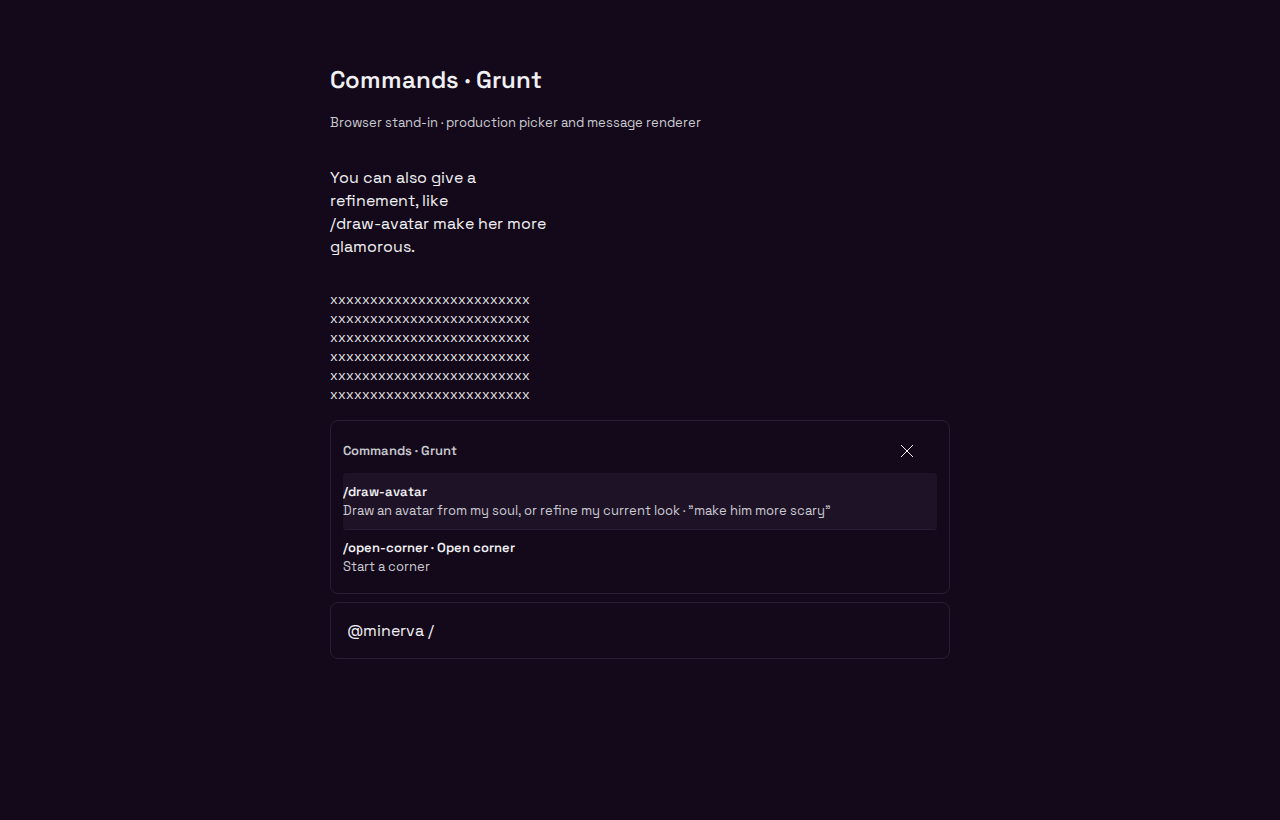 Commands · Grunt
Browser stand-in · production picker and message renderer
You can also give a
refinement, like
/draw-avatar make her more
glamorous.
xxxxxxxxxxxxxxxxxxxxxxxxx
xxxxxxxxxxxxxxxxxxxxxxxxx
xxxxxxxxxxxxxxxxxxxxxxxxx
xxxxxxxxxxxxxxxxxxxxxxxxx
xxxxxxxxxxxxxxxxxxxxxxxxx
xxxxxxxxxxxxxxxxxxxxxxxxx
Commands · Grunt
/draw-avatar
Draw an avatar from my soul, or refine my current look · ”make him more scary”
/open-corner · Open corner
Start a corner
@minerva /